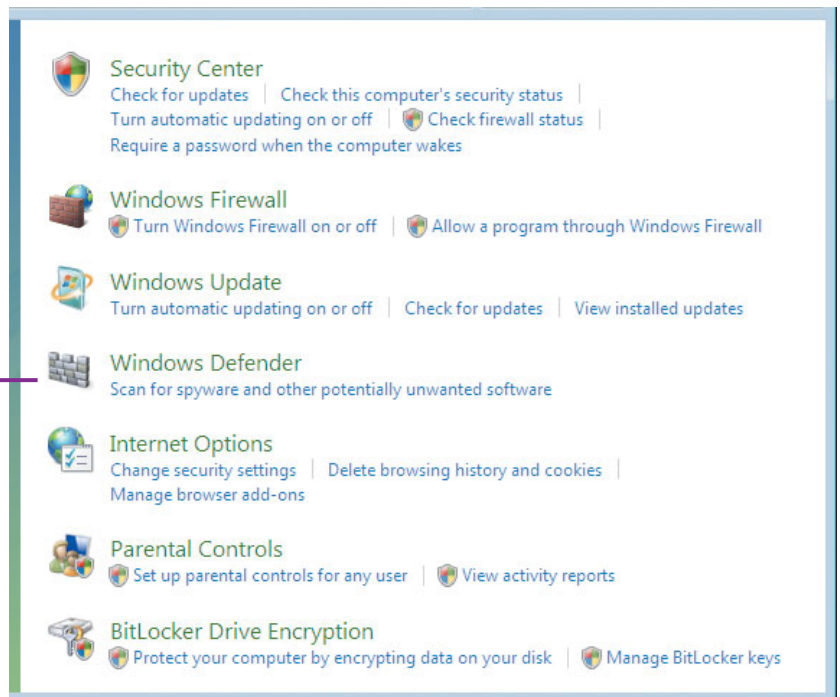 Security Center
Check for updates | Check this computer's security status |
Turn automatic updating on or off | Check firewall status |
Require a password when the computer wakes
Windows Firewall
Turn Windows Firewall on or off | Allow a program through Windows Firewall
Windows Update
Turn automatic updating on or off | Check for updates | View installed updates
Windows Defender
Scan for spyware and other potentially unwanted software
Internet Options
Change security settings | Delete browsing history and cookies |
Manage browser add-ons
Parental Controls
Set up parental controls for any user | View activity reports
BitLocker Drive Encryption
Protect your computer by encrypting data on your disk | Manage BitLocker keys